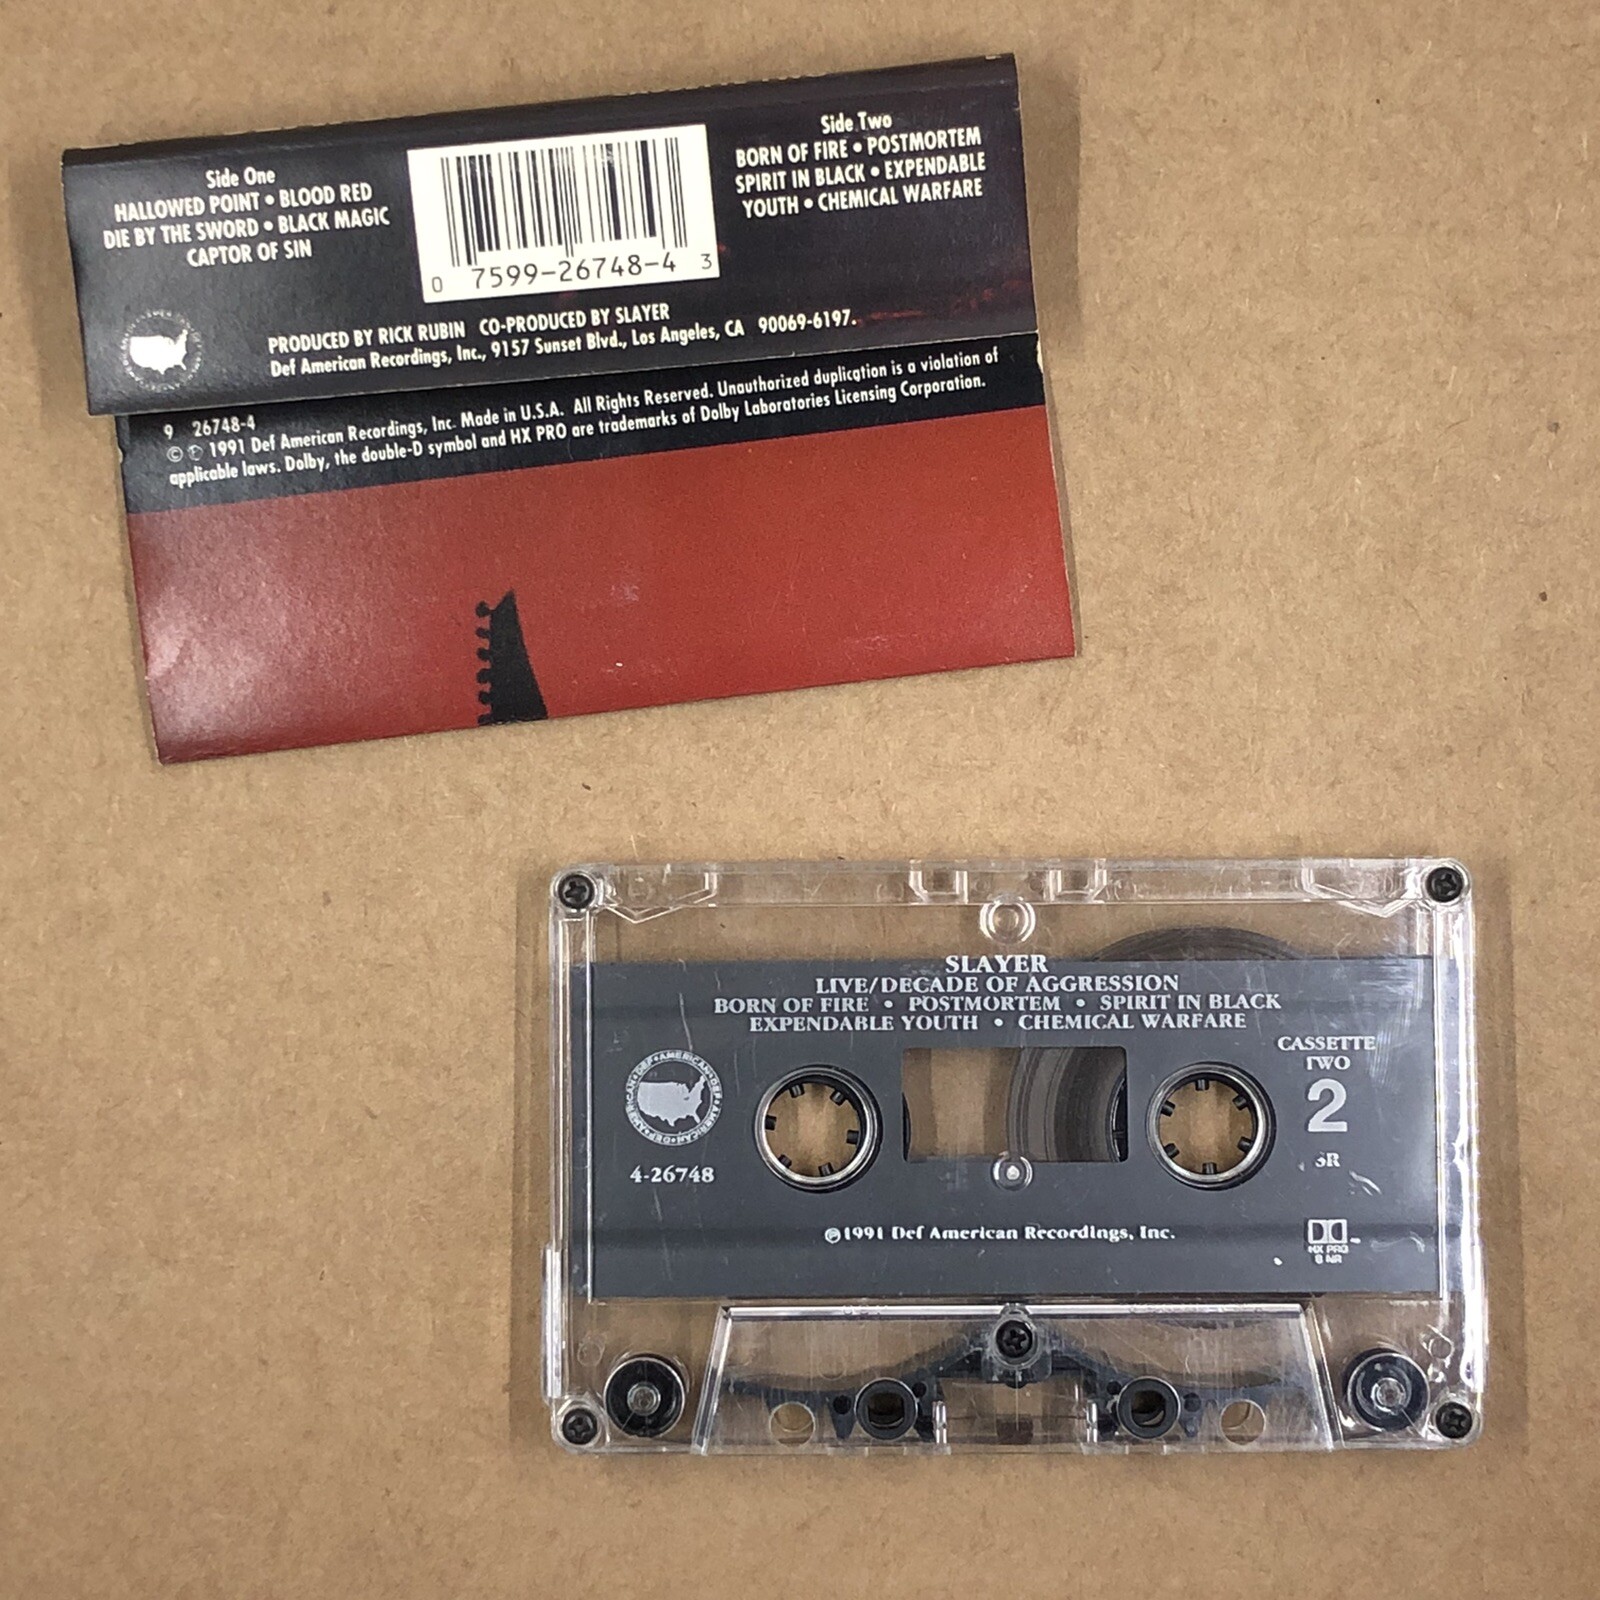 Side One
HALLOWED POINT • BLOOD RED
DIE BY THE SWORD • BLACK MAGIC
CAPTOR OF SIN
0 7599-26748-4 3
Side Two
BORN OF FIRE • POSTMORTEM
SPIRIT IN BLACK • EXPENDABLE
YOUTH • CHEMICAL WARFARE
PRODUCED BY RICK RUBIN CO-PRODUCED BY SLAYER
Def American Recordings, Inc., 9157 Sunset Blvd., Los Angeles, CA 90069-6197.
9 26748-4
© ℗ 1991 Def American Recordings, Inc. Made in U.S.A. All Rights Reserved. Unauthorized duplication is a violation of
applicable laws. Dolby, the double-D symbol and HX PRO are trademarks of Dolby Laboratories Licensing Corporation.
SLAYER
LIVE/DECADE OF AGGRESSION
BORN OF FIRE • POSTMORTEM • SPIRIT IN BLACK
EXPENDABLE YOUTH • CHEMICAL WARFARE
CASSETTE
TWO
2
SR
DEF•AMERICAN•DEF•AMERICAN•DEF•AMERICAN•
4-26748
℗1991 Def American Recordings, Inc.
HX PRO
B NR